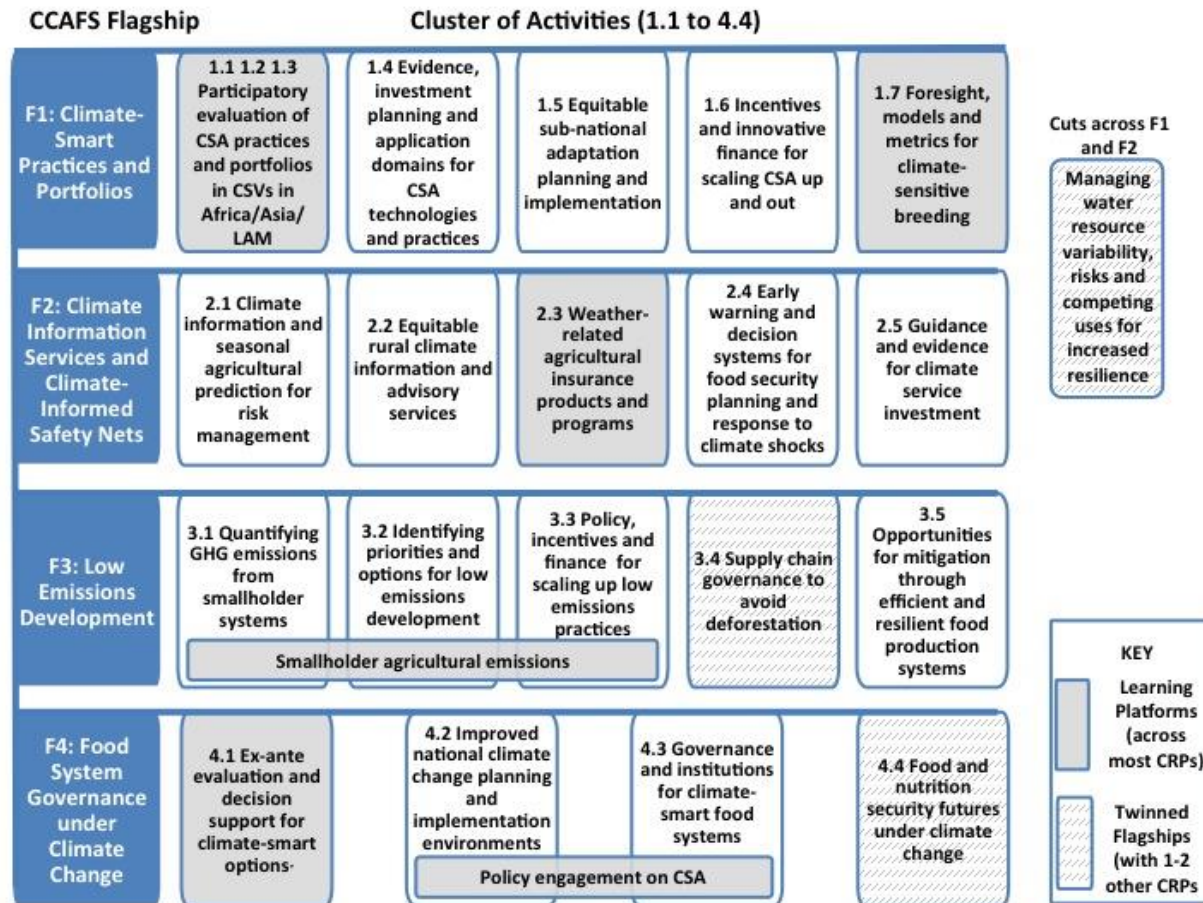 CCAFS Flagship
Cluster of Activities (1.1 to 4.4)
F1: Climate-
Smart
Practices and
Portfolios
1.1 1.2 1.3
Participatory
evaluation of
CSA practices
and portfolios
in CSVs in
Africa/Asia/
LAM
1.4 Evidence,
investment
planning and
application
domains for
CSA
technologies
and practices
1.5 Equitable
sub-national
adaptation
planning and
implementation
1.6 Incentives
and innovative
finance for
scaling CSA up
and out
1.7 Foresight,
models and
metrics for
climate-
sensitive
breeding
Cuts across F1
and F2
Managing
water
resource
variability,
risks and
competing
uses for
increased
resilience
F2: Climate
Information
Services and
Climate-
Informed
Safety Nets
2.1 Climate
information and
seasonal
agricultural
prediction for
risk
management
2.2 Equitable
rural climate
information and
advisory
services
2.3 Weather-
related
agricultural
insurance
products and
programs
2.4 Early
warning and
decision
systems for
food security
planning and
response to
climate shocks
2.5 Guidance
and evidence
for climate
service
investment
F3: Low
Emissions
Development
3.1 Quantifying
GHG emissions
from
smallholder
systems
3.2 Identifying
priorities and
options for low
emissions
development
3.3 Policy,
incentives and
finance for
scaling up low
emissions
practices
Smallholder agricultural emissions
3.4 Supply chain
governance to
avoid
deforestation
3.5
Opportunities
for mitigation
through
efficient and
resilient food
production
systems
F4: Food
System
Governance
under
Climate
Change
4.1 Ex-ante
evaluation and
decision
support for
climate-smart
options·
4.2 Improved
national climate
change planning
and
implementation
environments
4.3 Governance
and institutions
for climate-
smart food
systems
Policy engagement on CSA
4.4 Food and
nutrition
security futures
under climate
change
KEY
Learning
Platforms
(across
most CRPs)
Twinned
Flagships
(with 1-2
other CRPs